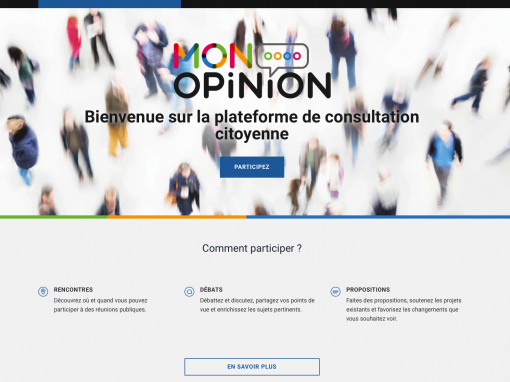 MON
OPINION
Bienvenue sur la plateforme de consultation
citoyenne
PARTICIPEZ
Comment participer ?
RENCONTRES
Découvrez où et quand vous pouvez
participer à des réunions publiques.
DÉBATS
Débattez et discutez, partagez vos points de
vue et enrichissez les sujets pertinents.
PROPOSITIONS
Faites des propositions, soutenez les projets
existants et favorisez les changements que
vous souhaitez voir.
EN SAVOIR PLUS